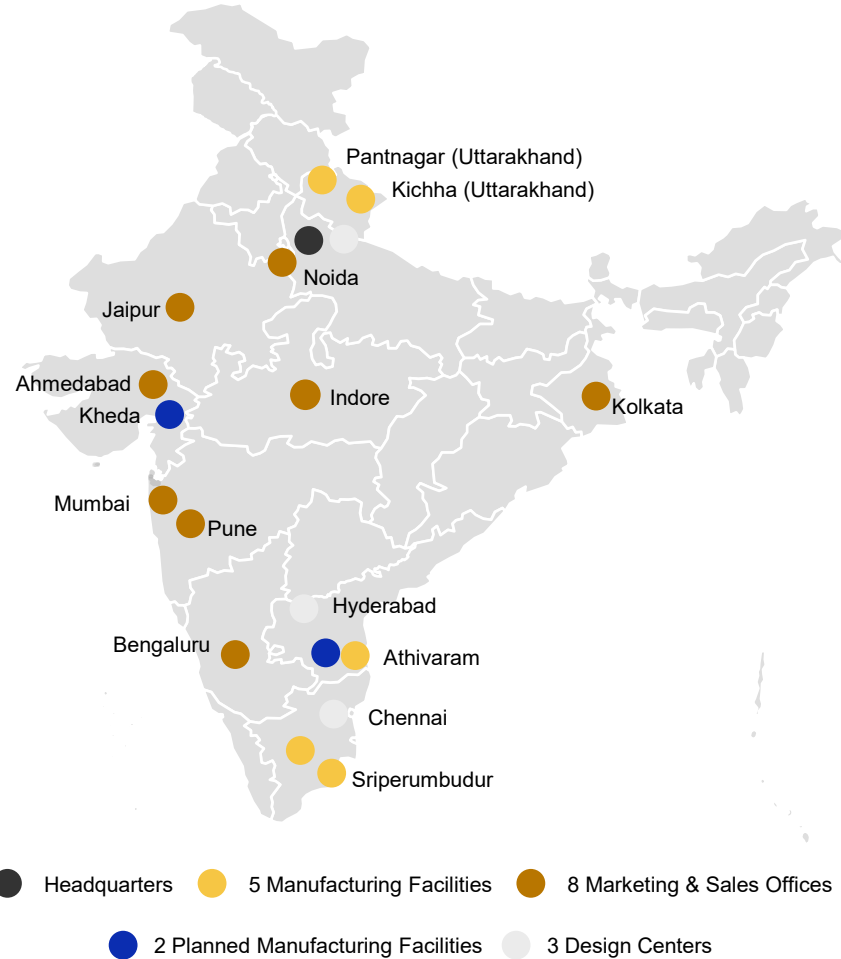 Pantnagar (Uttarakhand)
Kichha (Uttarakhand)
Noida
Jaipur
Ahmedabad
Indore
Kheda
Kolkata
Mumbai
Pune
Hyderabad
Bengaluru
Athivaram
Chennai
Sriperumbudur
Headquarters
5 Manufacturing Facilities
8 Marketing & Sales Offices
2 Planned Manufacturing Facilities
3 Design Centers